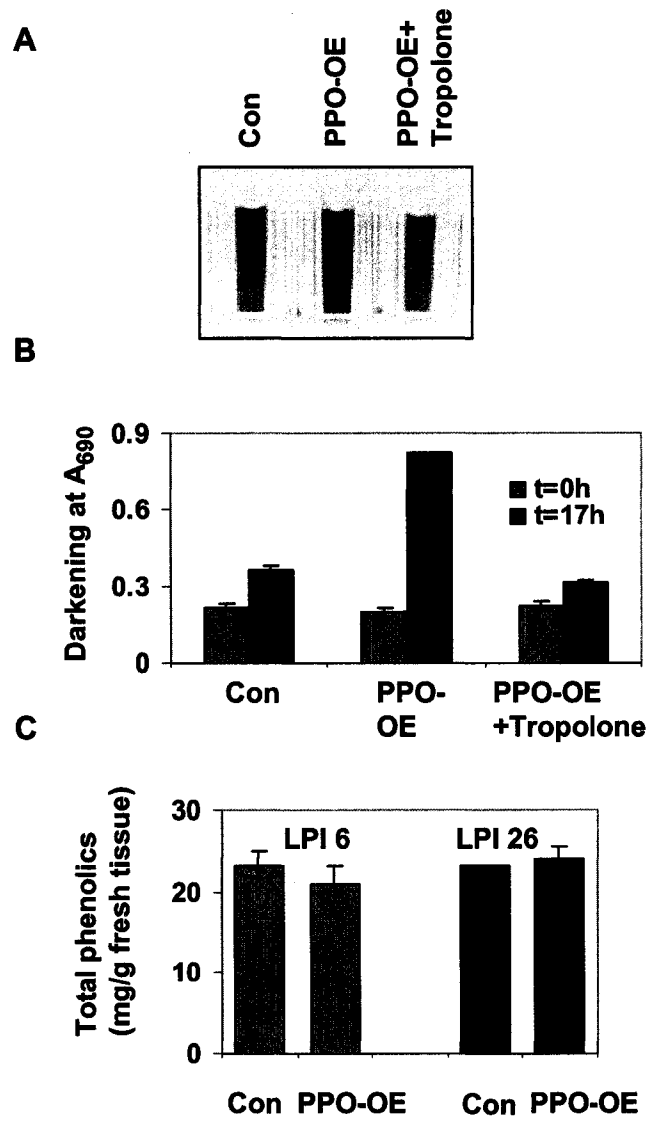 A
Con
PPO-OE
PPO-OE+
Tropolone
B
Darkening at A690
0.9
0.6
0.3
0
t=0h
t=17h
Con
PPO-
OE
PPO-OE
+Tropolone
C
Total phenolics
(mg/g fresh tissue)
30
20
10
0
LPI 6
LPI 26
Con PPO-OE
Con PPO-OE